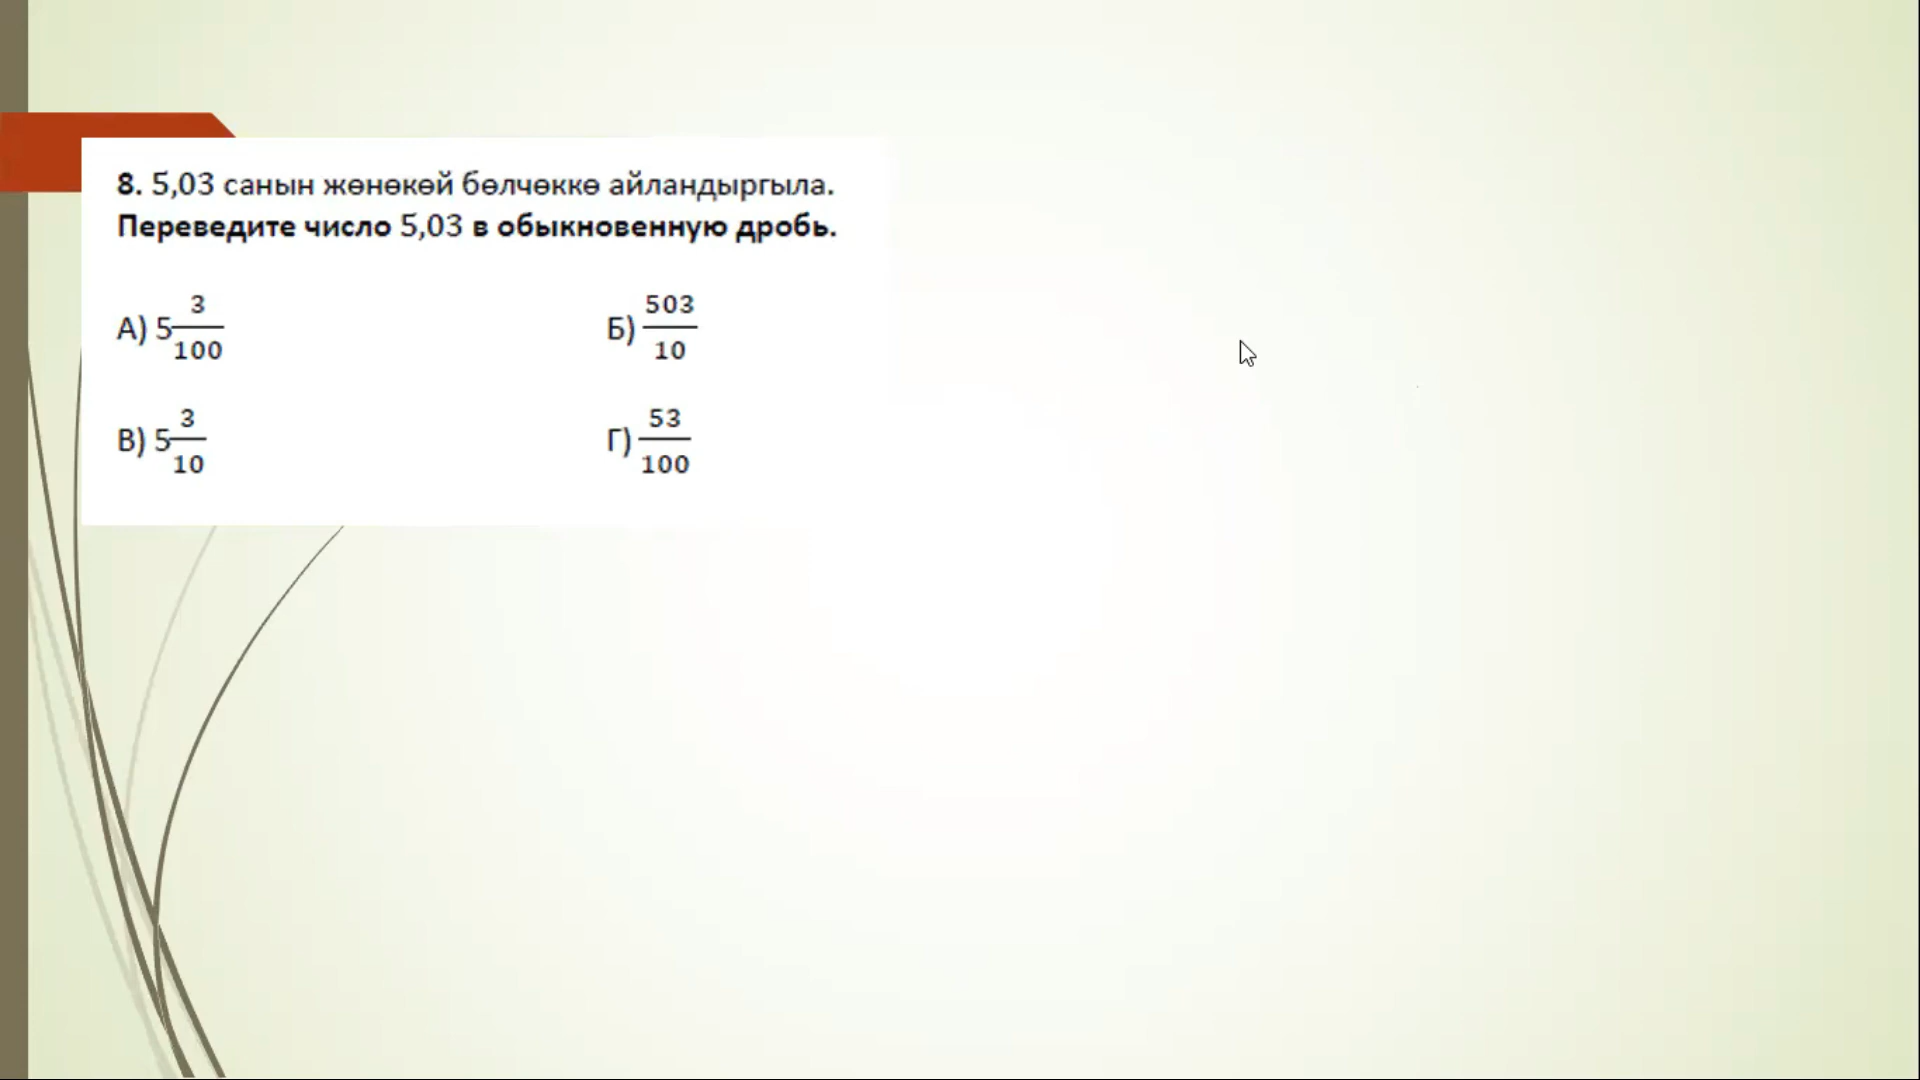 8. 5,03 санын жөнөкөй бөлчөккө айландыргыла.
Переведите число 5,03 в обыкновенную дробь.
А) 5 3/100
Б) 503/10
В) 5 3/10
Г) 53/100